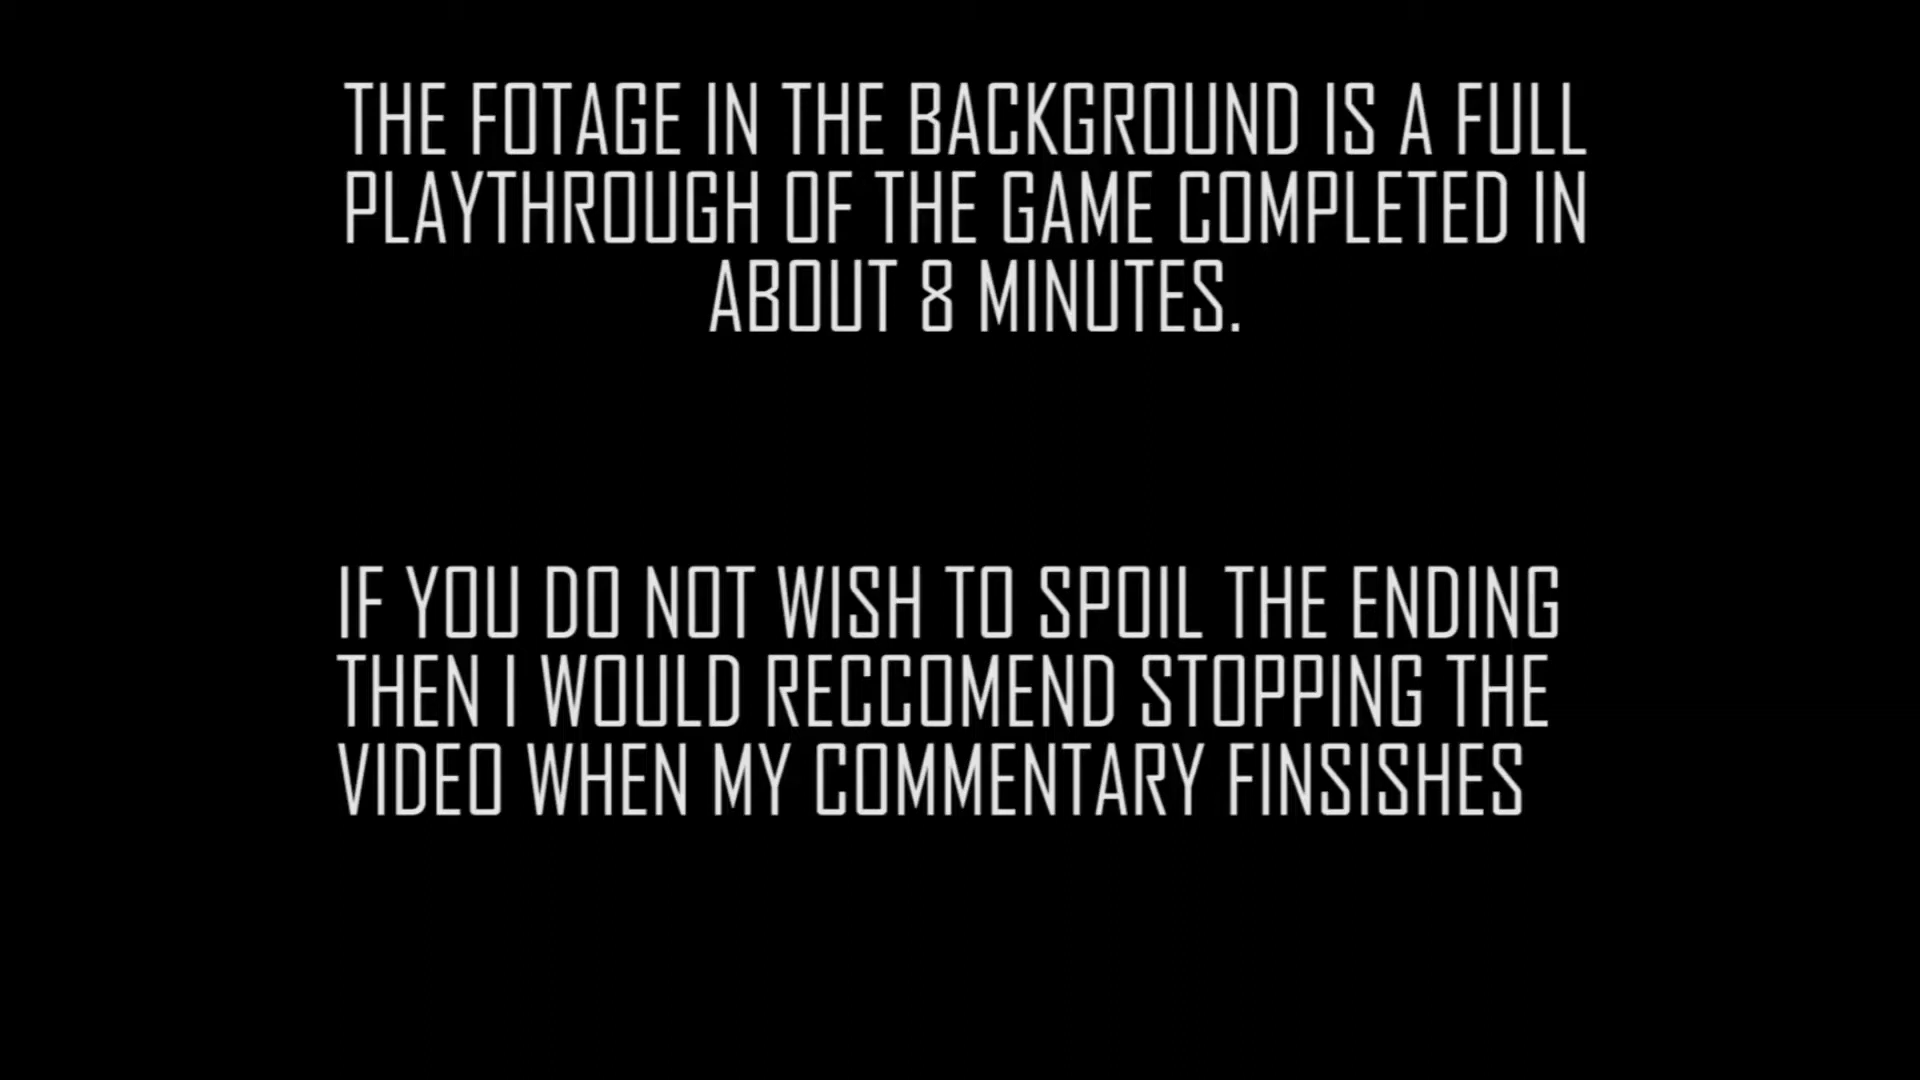 THE FOTAGE IN THE BACKGROUND IS A FULL
PLAYTHROUGH OF THE GAME COMPLETED IN
ABOUT 8 MINUTES.
IF YOU DO NOT WISH TO SPOIL THE ENDING
THEN I WOULD RECCOMEND STOPPING THE
VIDEO WHEN MY COMMENTARY FINSISHES